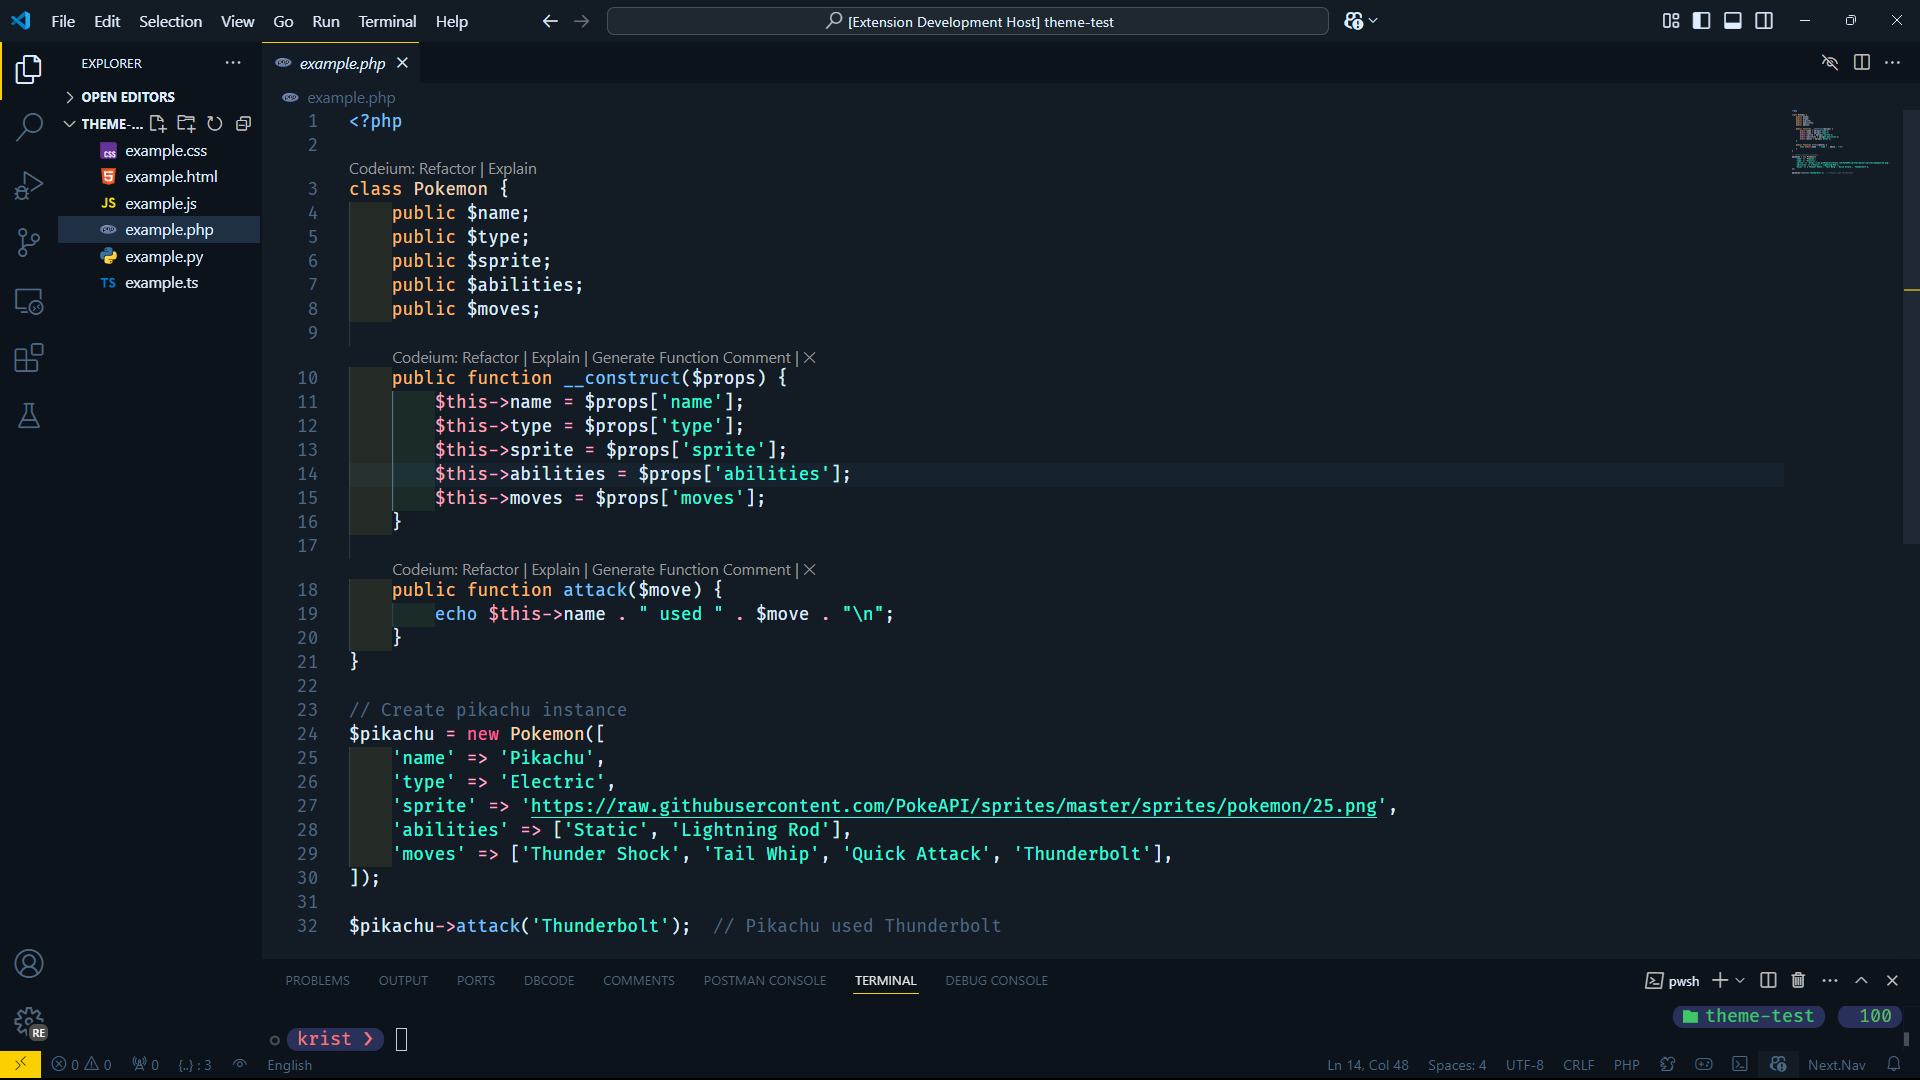 File Edit Selection View Go Run Terminal Help
[Extension Development Host] theme-test
EXPLORER
OPEN EDITORS
THEME-...
example.css
example.html
JS example.js
example.php
example.py
TS example.ts
example.php
example.php
1 <?php
2
Codeium: Refactor | Explain
3 class Pokemon {
4 public $name;
5 public $type;
6 public $sprite;
7 public $abilities;
8 public $moves;
9
Codeium: Refactor | Explain | Generate Function Comment | ×
10 public function __construct($props) {
11 $this->name = $props['name'];
12 $this->type = $props['type'];
13 $this->sprite = $props['sprite'];
14 $this->abilities = $props['abilities'];
15 $this->moves = $props['moves'];
16 }
17
Codeium: Refactor | Explain | Generate Function Comment | ×
18 public function attack($move) {
19 echo $this->name . " used " . $move . "\n";
20 }
21 }
22
23 // Create pikachu instance
24 $pikachu = new Pokemon([
25 'name' => 'Pikachu',
26 'type' => 'Electric',
27 'sprite' => 'https://raw.githubusercontent.com/PokeAPI/sprites/master/sprites/pokemon/25.png',
28 'abilities' => ['Static', 'Lightning Rod'],
29 'moves' => ['Thunder Shock', 'Tail Whip', 'Quick Attack', 'Thunderbolt'],
30 ]);
31
32 $pikachu->attack('Thunderbolt');  // Pikachu used Thunderbolt
PROBLEMS OUTPUT PORTS DBCODE COMMENTS POSTMAN CONSOLE TERMINAL DEBUG CONSOLE
pwsh
theme-test 100
krist ❯
RE
0 0 0 {..} : 3 English
Ln 14, Col 48 Spaces: 4 UTF-8 CRLF PHP Next.Nav